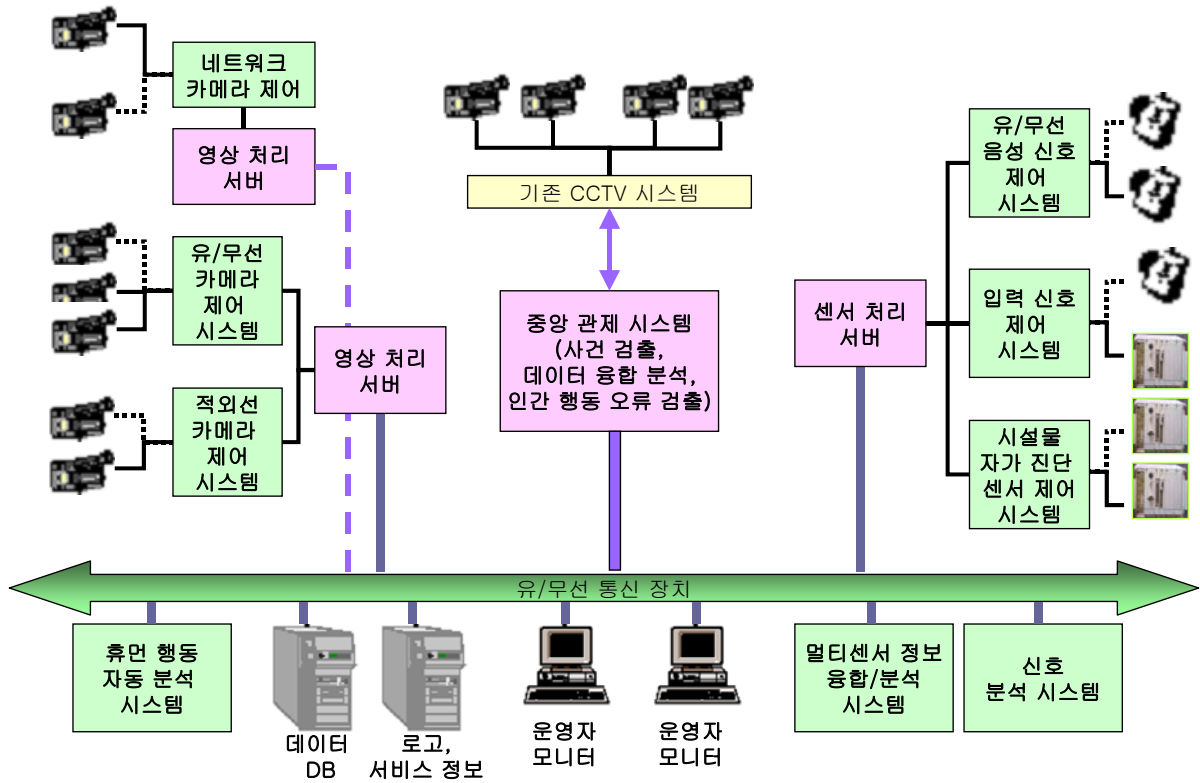 네트워크
카메라 제어
영상 처리
서버
유/무선
카메라
제어
시스템
적외선
카메라
제어
시스템
영상 처리
서버
기존 CCTV 시스템
중앙 관제 시스템
(사건 검출,
데이터 융합 분석,
인간 행동 오류 검출)
센서 처리
서버
유/무선
음성 신호
제어
시스템
입력 신호
제어
시스템
시설물
자가 진단
센서 제어
시스템
유/무선 통신 장치
휴먼 행동
자동 분석
시스템
데이터
DB
로고,
서비스 정보
운영자
모니터
운영자
모니터
멀티센서 정보
융합/분석
시스템
신호
분석 시스템